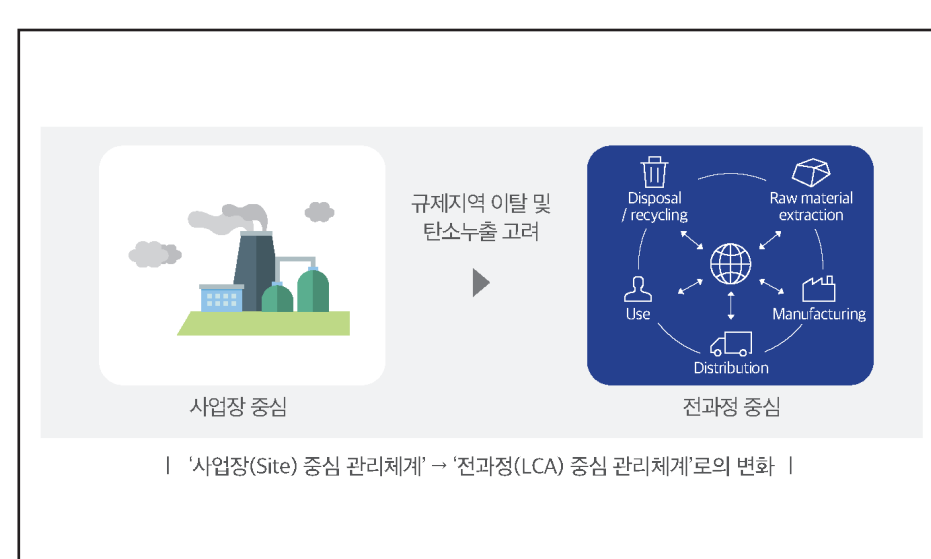 규제지역 이탈 및
탄소누출 고려
Disposal
/ recycling
Raw material
extraction
Use
Manufacturing
Distribution
사업장 중심
전과정 중심
| ‘사업장(Site) 중심 관리체계’ → ‘전과정(LCA) 중심 관리체계’로의 변화 |